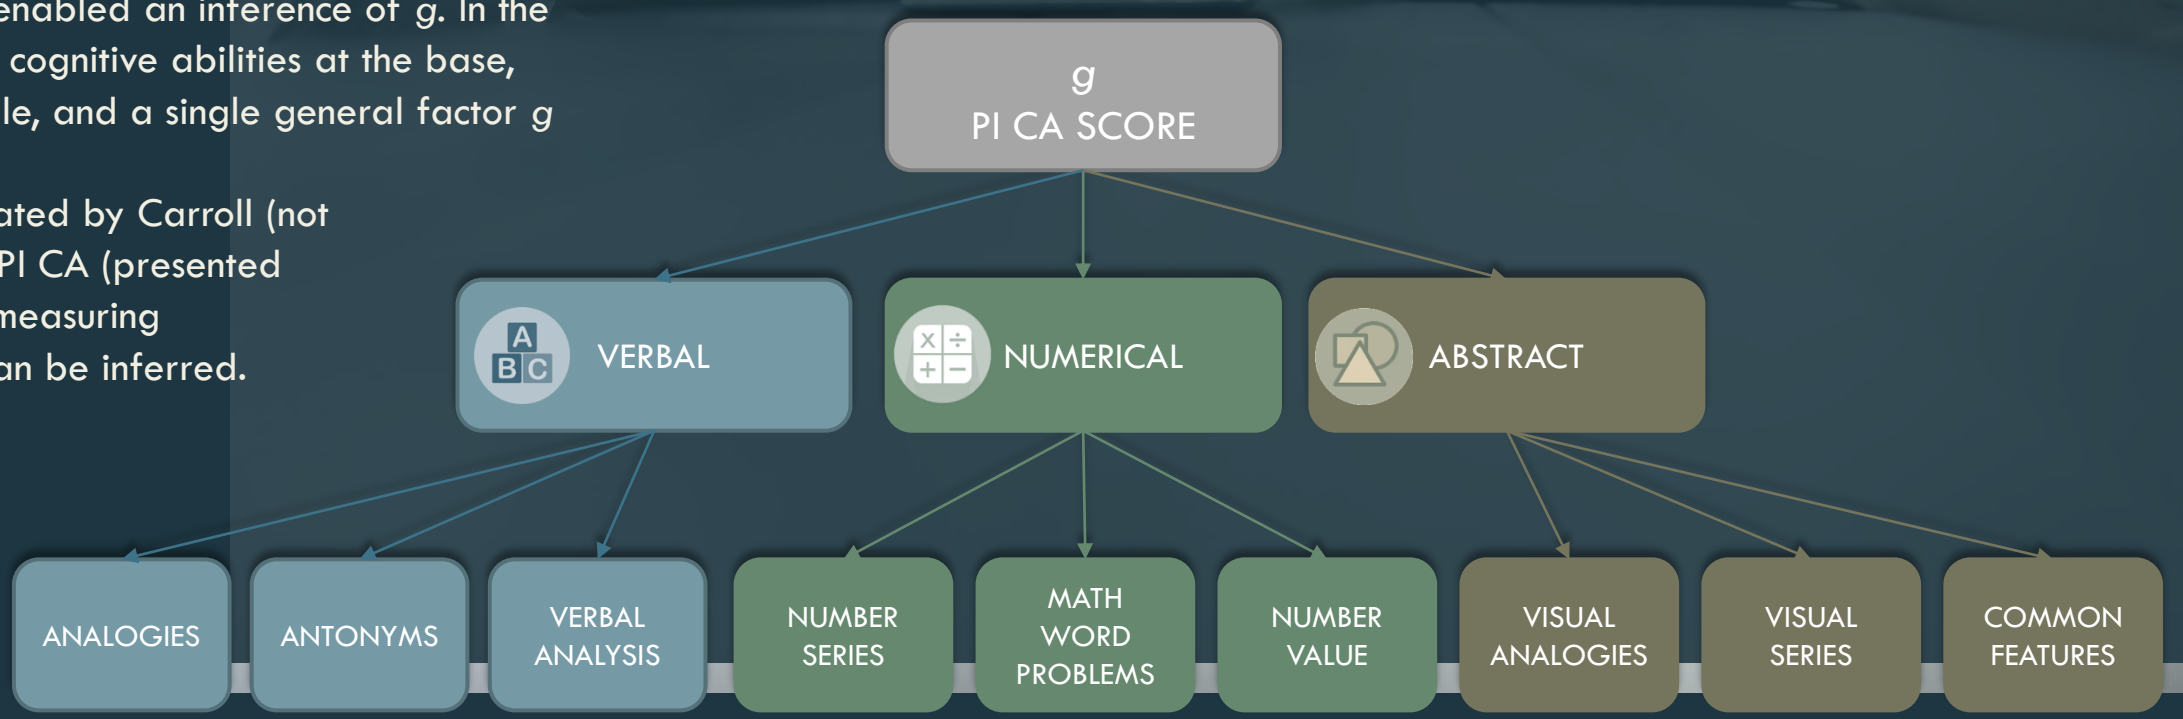 enabled an inference of g. In the
cognitive abilities at the base,
le, and a single general factor g
ated by Carroll (not
PI CA (presented
measuring
an be inferred.
g
PI CA SCORE
A
B C
VERBAL
x ÷
+ −
NUMERICAL
ABSTRACT
ANALOGIES
ANTONYMS
VERBAL
ANALYSIS
NUMBER
SERIES
MATH
WORD
PROBLEMS
NUMBER
VALUE
VISUAL
ANALOGIES
VISUAL
SERIES
COMMON
FEATURES